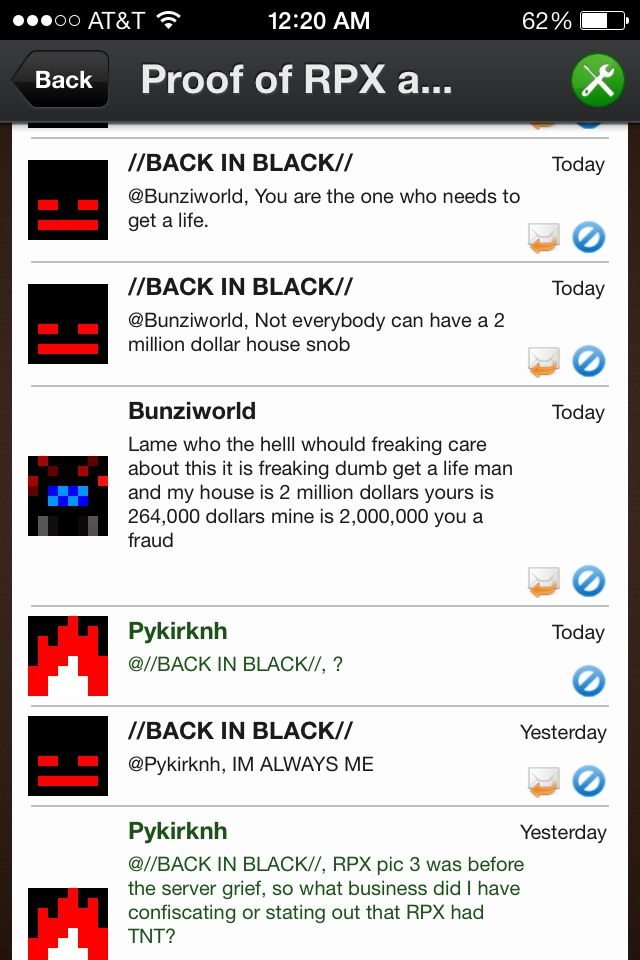 AT&T 12:20 AM 62%
Back Proof of RPX a...
//BACK IN BLACK// Today
@Bunziworld, You are the one who needs to
get a life.
//BACK IN BLACK// Today
@Bunziworld, Not everybody can have a 2
million dollar house snob
Bunziworld Today
Lame who the helll whould freaking care
about this it is freaking dumb get a life man
and my house is 2 million dollars yours is
264,000 dollars mine is 2,000,000 you a
fraud
Pykirknh Today
@//BACK IN BLACK//, ?
//BACK IN BLACK// Yesterday
@Pykirknh, IM ALWAYS ME
Pykirknh Yesterday
@//BACK IN BLACK//, RPX pic 3 was before
the server grief, so what business did I have
confiscating or stating out that RPX had
TNT?